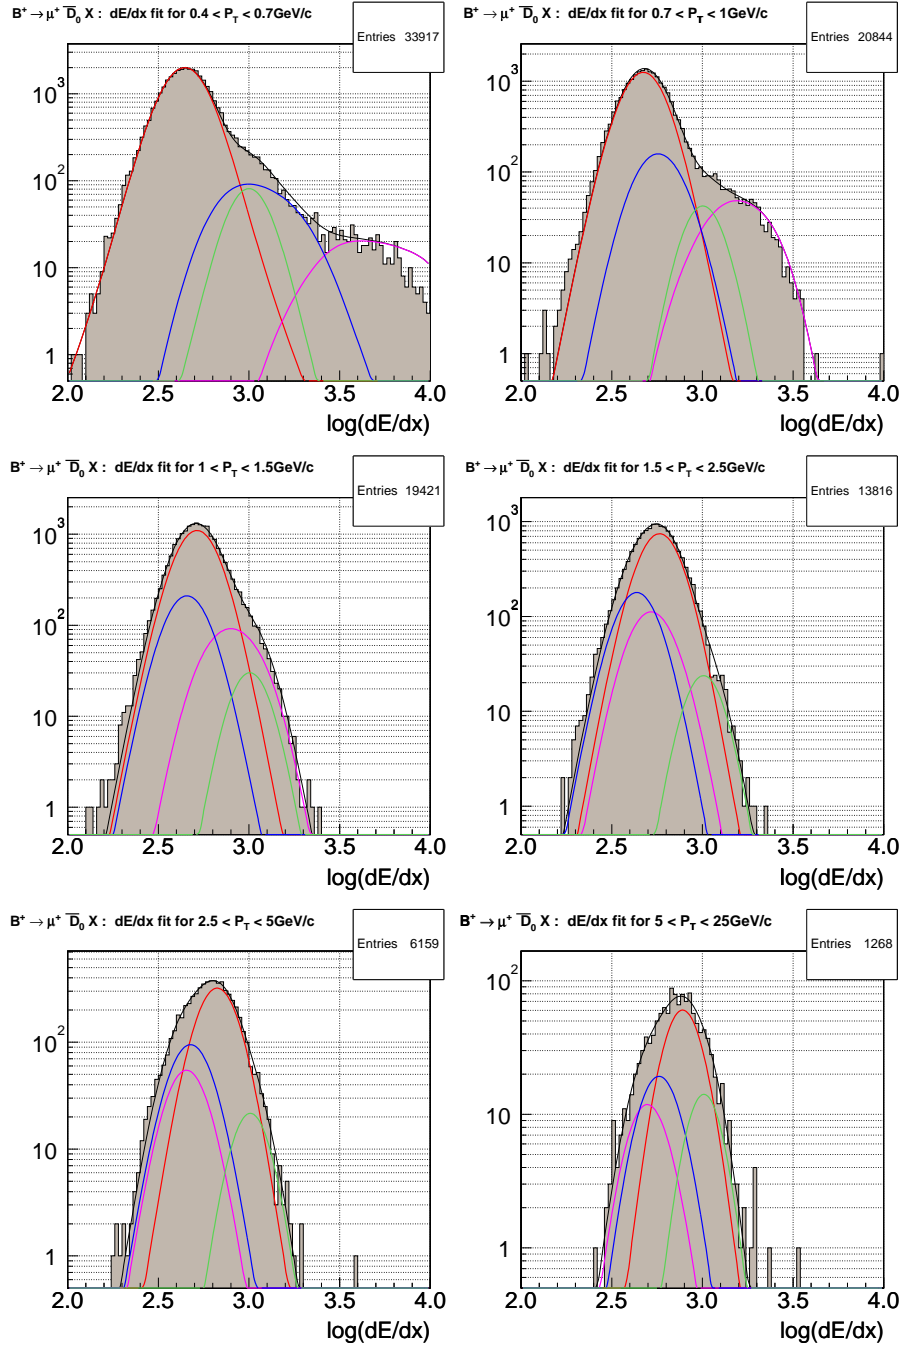 B⁺ → μ⁺ D̅₀ X : dE/dx fit for 0.4 < P_T < 0.7GeV/c
Entries 33917
10³
10²
10
1
2.0 2.5 3.0 3.5 4.0
log(dE/dx)
B⁺ → μ⁺ D̅₀ X : dE/dx fit for 0.7 < P_T < 1GeV/c
Entries 20844
10³
10²
10
1
2.0 2.5 3.0 3.5 4.0
log(dE/dx)
B⁺ → μ⁺ D̅₀ X : dE/dx fit for 1 < P_T < 1.5GeV/c
Entries 19421
10³
10²
10
1
2.0 2.5 3.0 3.5 4.0
log(dE/dx)
B⁺ → μ⁺ D̅₀ X : dE/dx fit for 1.5 < P_T < 2.5GeV/c
Entries 13816
10³
10²
10
1
2.0 2.5 3.0 3.5 4.0
log(dE/dx)
B⁺ → μ⁺ D̅₀ X : dE/dx fit for 2.5 < P_T < 5GeV/c
Entries 6159
10²
10
1
2.0 2.5 3.0 3.5 4.0
log(dE/dx)
B⁺ → μ⁺ D̅₀ X : dE/dx fit for 5 < P_T < 25GeV/c
Entries 1268
10²
10
1
2.0 2.5 3.0 3.5 4.0
log(dE/dx)